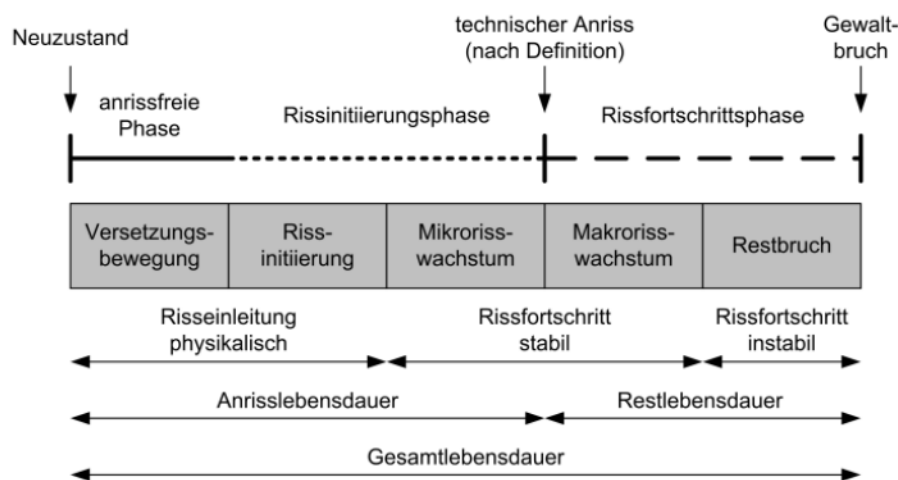 Neuzustand
technischer Anriss
(nach Definition)
Gewalt-
bruch
anrissfreie
Phase
Rissinitiierungsphase
Rissfortschrittsphase
Versetzungs-
bewegung
Riss-
initiierung
Mikroriss-
wachstum
Makroriss-
wachstum
Restbruch
Risseinleitung
physikalisch
Rissfortschritt
stabil
Rissfortschritt
instabil
Anrisslebensdauer
Restlebensdauer
Gesamtlebensdauer